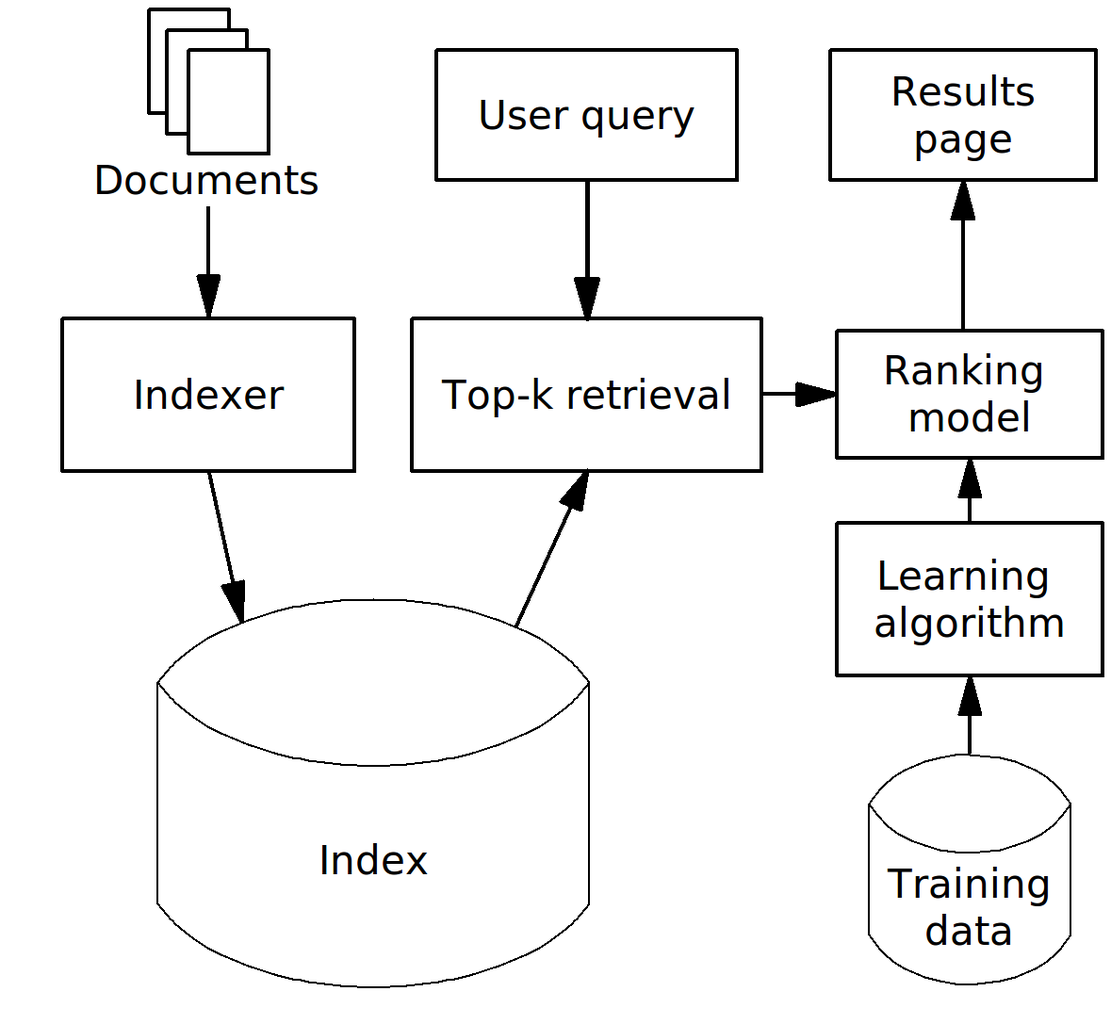 Documents
User query
Results
page
Indexer
Top-k retrieval
Ranking
model
Learning
algorithm
Index
Training
data